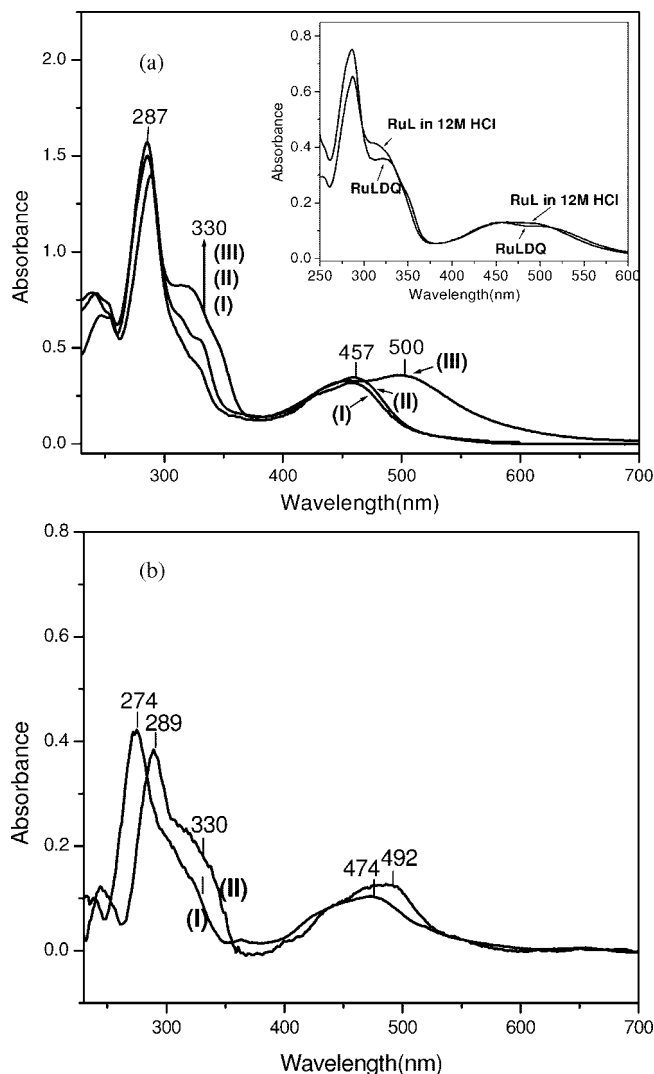 (a)
287
330
(III)
(II)
(I)
457
500
(III)
(II)
(I)
2.0
1.5
1.0
0.5
0.0
Absorbance
300
400
500
600
700
Wavelength(nm)
0.8
0.6
0.4
0.2
0.0
Absorbance
RuL in 12M HCl
RuLDQ
RuL in 12M HCl
RuLDQ
250
300
350
400
450
500
550
600
Wavelength(nm)
(b)
0.8
0.6
0.4
0.2
0.0
Absorbance
274
289
330
(II)
(I)
474
492
300
400
500
600
700
Wavelength(nm)